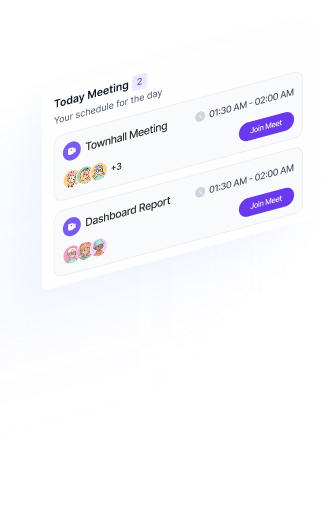 Today Meeting 2
Your schedule for the day
Townhall Meeting
01:30 AM - 02:00 AM
+3
Join Meet
Dashboard Report
01:30 AM - 02:00 AM
Join Meet